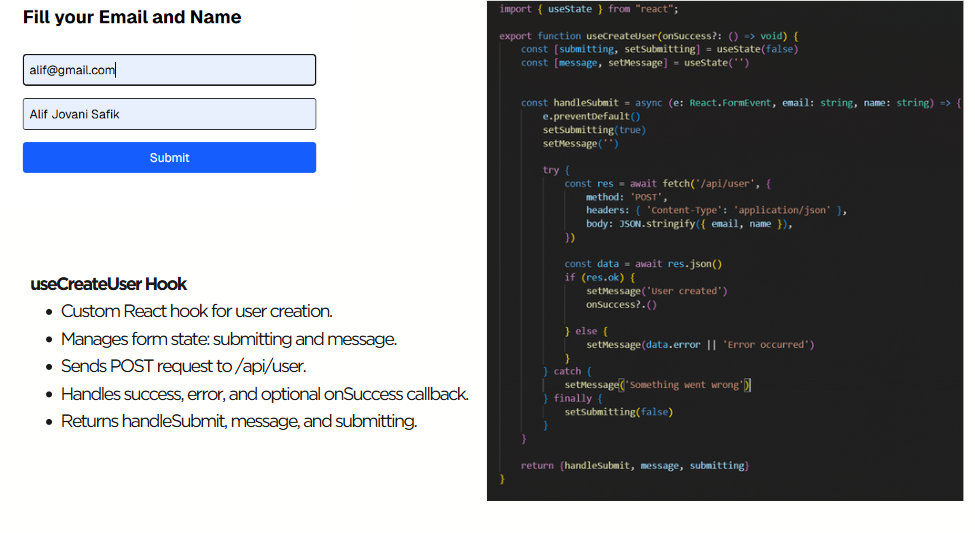 Fill your Email and Name
alif@gmail.com
Alif Jovani Safik
Submit
useCreateUser Hook
• Custom React hook for user creation.
• Manages form state: submitting and message.
• Sends POST request to /api/user.
• Handles success, error, and optional onSuccess callback.
• Returns handleSubmit, message, and submitting.
import { useState } from "react";

export function useCreateUser(onSuccess?: () => void) {
    const [submitting, setSubmitting] = useState(false)
    const [message, setMessage] = useState('')

    const handleSubmit = async (e: React.FormEvent, email: string, name: string) => {
        e.preventDefault()
        setSubmitting(true)
        setMessage('')

        try {
            const res = await fetch('/api/user', {
                method: 'POST',
                headers: { 'Content-Type': 'application/json' },
                body: JSON.stringify({ email, name }),
            })

            const data = await res.json()
            if (res.ok) {
                setMessage('User created')
                onSuccess?.()

            } else {
                setMessage(data.error || 'Error occurred')
            }
        } catch {
            setMessage('Something went wrong')
        } finally {
            setSubmitting(false)
        }
    }

    return {handleSubmit, message, submitting}
}